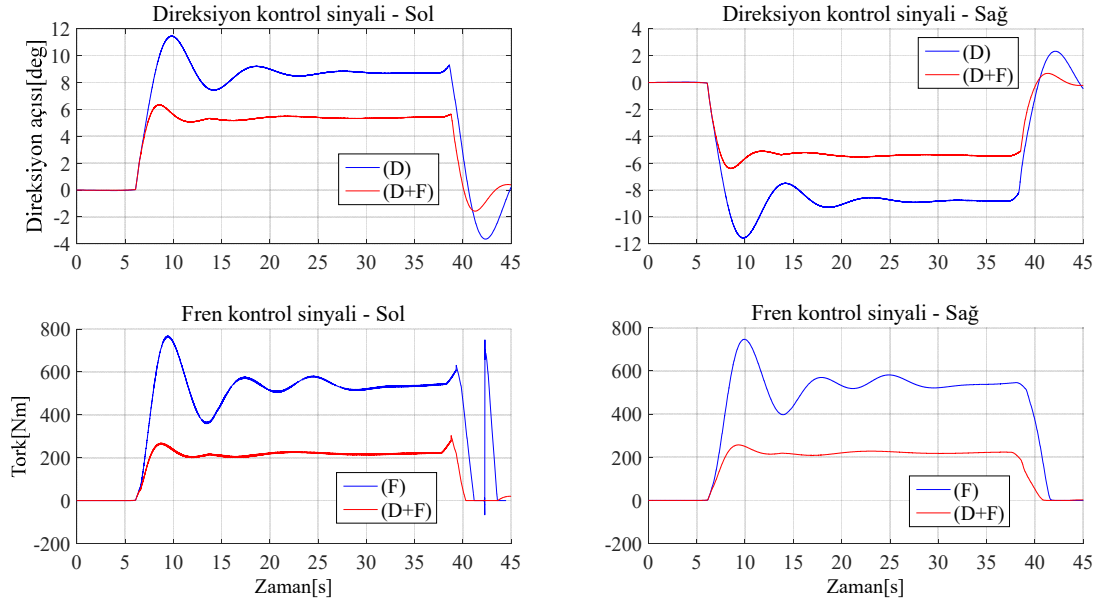 Direksiyon kontrol sinyali - Sol
Direksiyon açısı[deg]
12
10
8
6
4
2
0
-2
-4
(D)
(D+F)
0 5 10 15 20 25 30 35 40 45
Direksiyon kontrol sinyali - Sağ
4
2
0
-2
-4
-6
-8
-10
-12
(D)
(D+F)
0 5 10 15 20 25 30 35 40 45
Fren kontrol sinyali - Sol
Tork[Nm]
800
600
400
200
0
-200
(F)
(D+F)
0 5 10 15 20 25 30 35 40 45
Zaman[s]
Fren kontrol sinyali - Sağ
800
600
400
200
0
-200
(F)
(D+F)
0 5 10 15 20 25 30 35 40 45
Zaman[s]